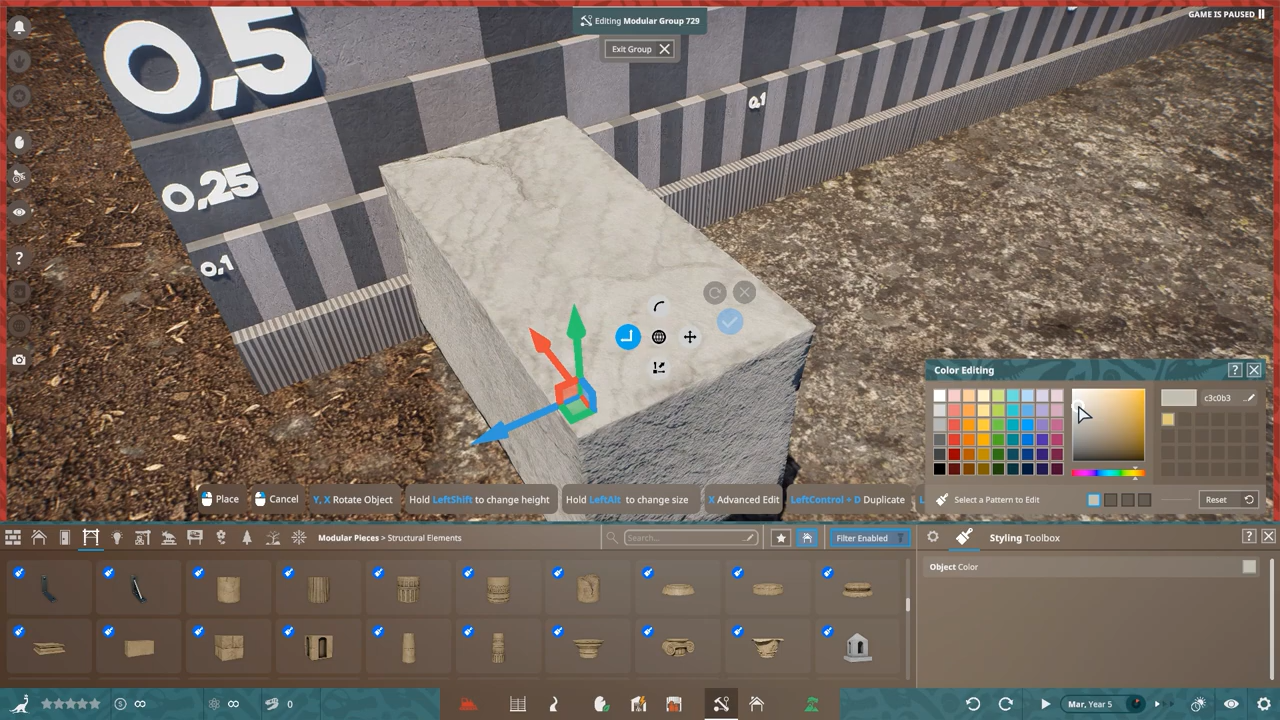 Editing Modular Group 729
Exit Group
GAME IS PAUSED
0,5
0,25
0,1
0,1
Color Editing
?
c3c0b3
Select a Pattern to Edit
Reset
Place
Cancel
Y, X Rotate Object
Hold LeftShift to change height
Hold LeftAlt to change size
X Advanced Edit
LeftControl + D Duplicate
L
?
Modular Pieces > Structural Elements
Search...
Filter Enabled
Styling Toolbox
?
Object Color
∞
∞
0
Mar, Year 5